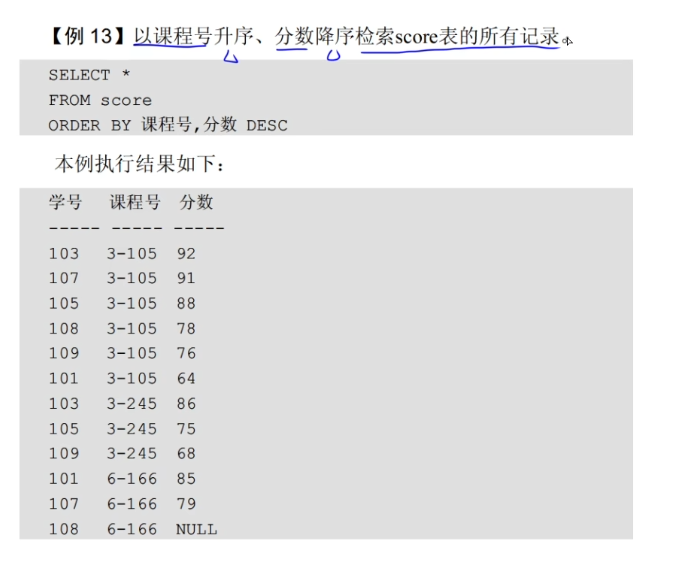 【例 13】以课程号升序、分数降序检索score表的所有记录。
SELECT *
FROM score
ORDER BY 课程号,分数 DESC
本例执行结果如下:
学号 课程号 分数
----- ----- -----
103 3-105 92
107 3-105 91
105 3-105 88
108 3-105 78
109 3-105 76
101 3-105 64
103 3-245 86
105 3-245 75
109 3-245 68
101 6-166 85
107 6-166 79
108 6-166 NULL